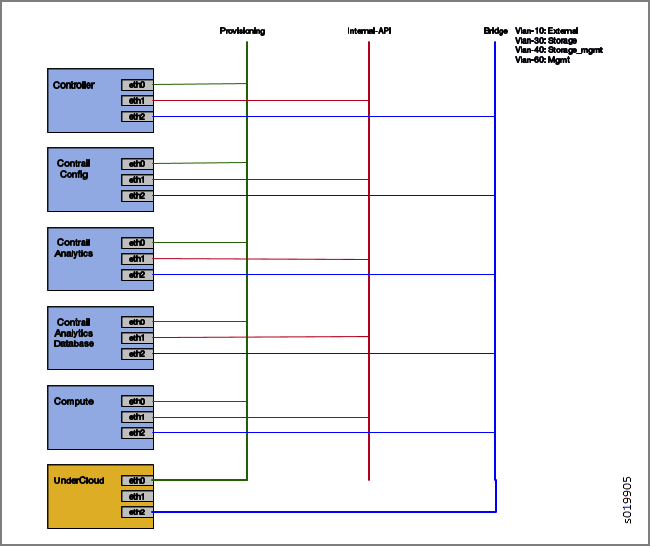 Provisioning
Internal-API
Bridge
Vlan-10: External
Vlan-30: Storage
Vlan-40: Storage_mgmt
Vlan-60: Mgmt
Controller
eth0
eth1
eth2
Contrail
Config
eth0
eth1
eth2
Contrail
Analytics
eth0
eth1
eth2
Contrail
Analytics
Database
eth0
eth1
eth2
Compute
eth0
eth1
eth2
UnderCloud
eth0
eth1
eth2
s019905